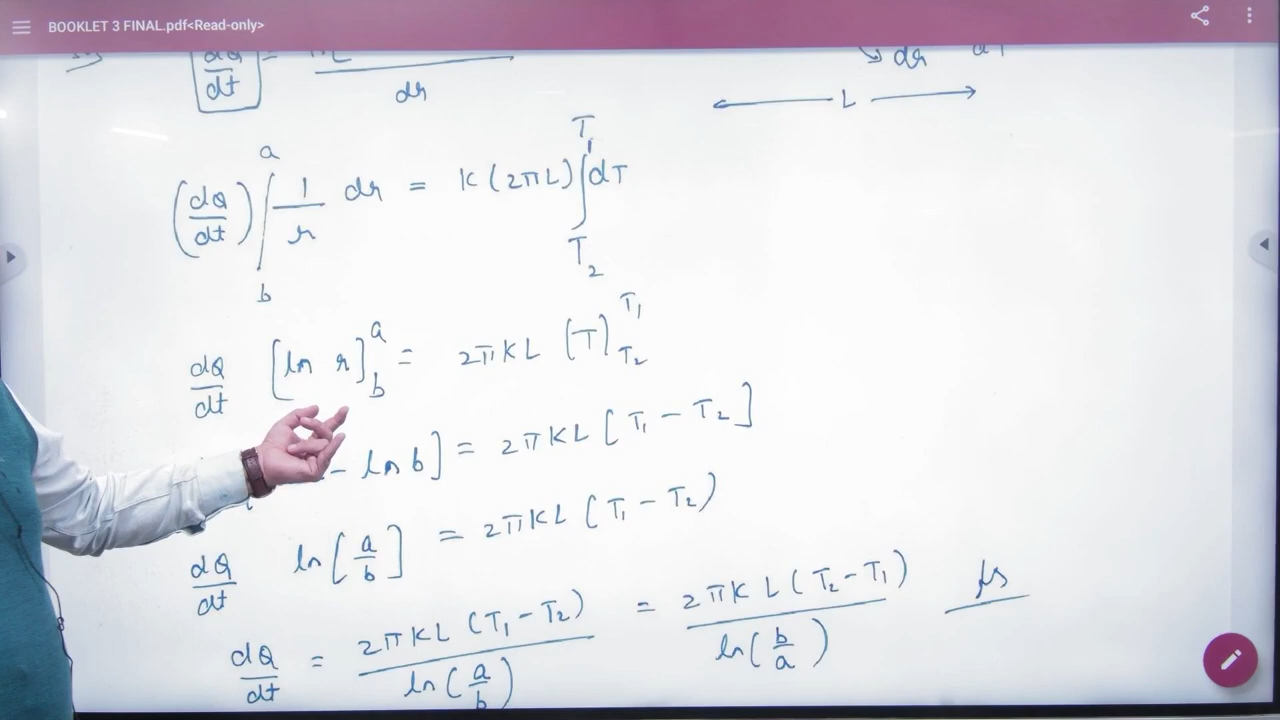 BOOKLET 3 FINAL.pdf<Read-only>
dQ/dt =
dr
dr
L
(dQ/dt) ∫_b^a 1/r dr = K (2πL) ∫_{T2}^{T1} dT
dQ/dt [ln r]_b^a = 2πKL (T)_{T2}^{T1}
- ln b] = 2πKL [T1 - T2]
dQ/dt ln[a/b] = 2πKL (T1 - T2)
dQ/dt = 2πKL (T1 - T2) / ln(a/b) = 2πKL (T2 - T1) / ln(b/a)